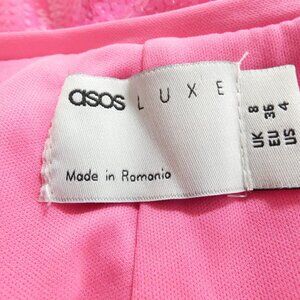 asos LUXE
Made in Romania
UK 8
EU 36
US 4